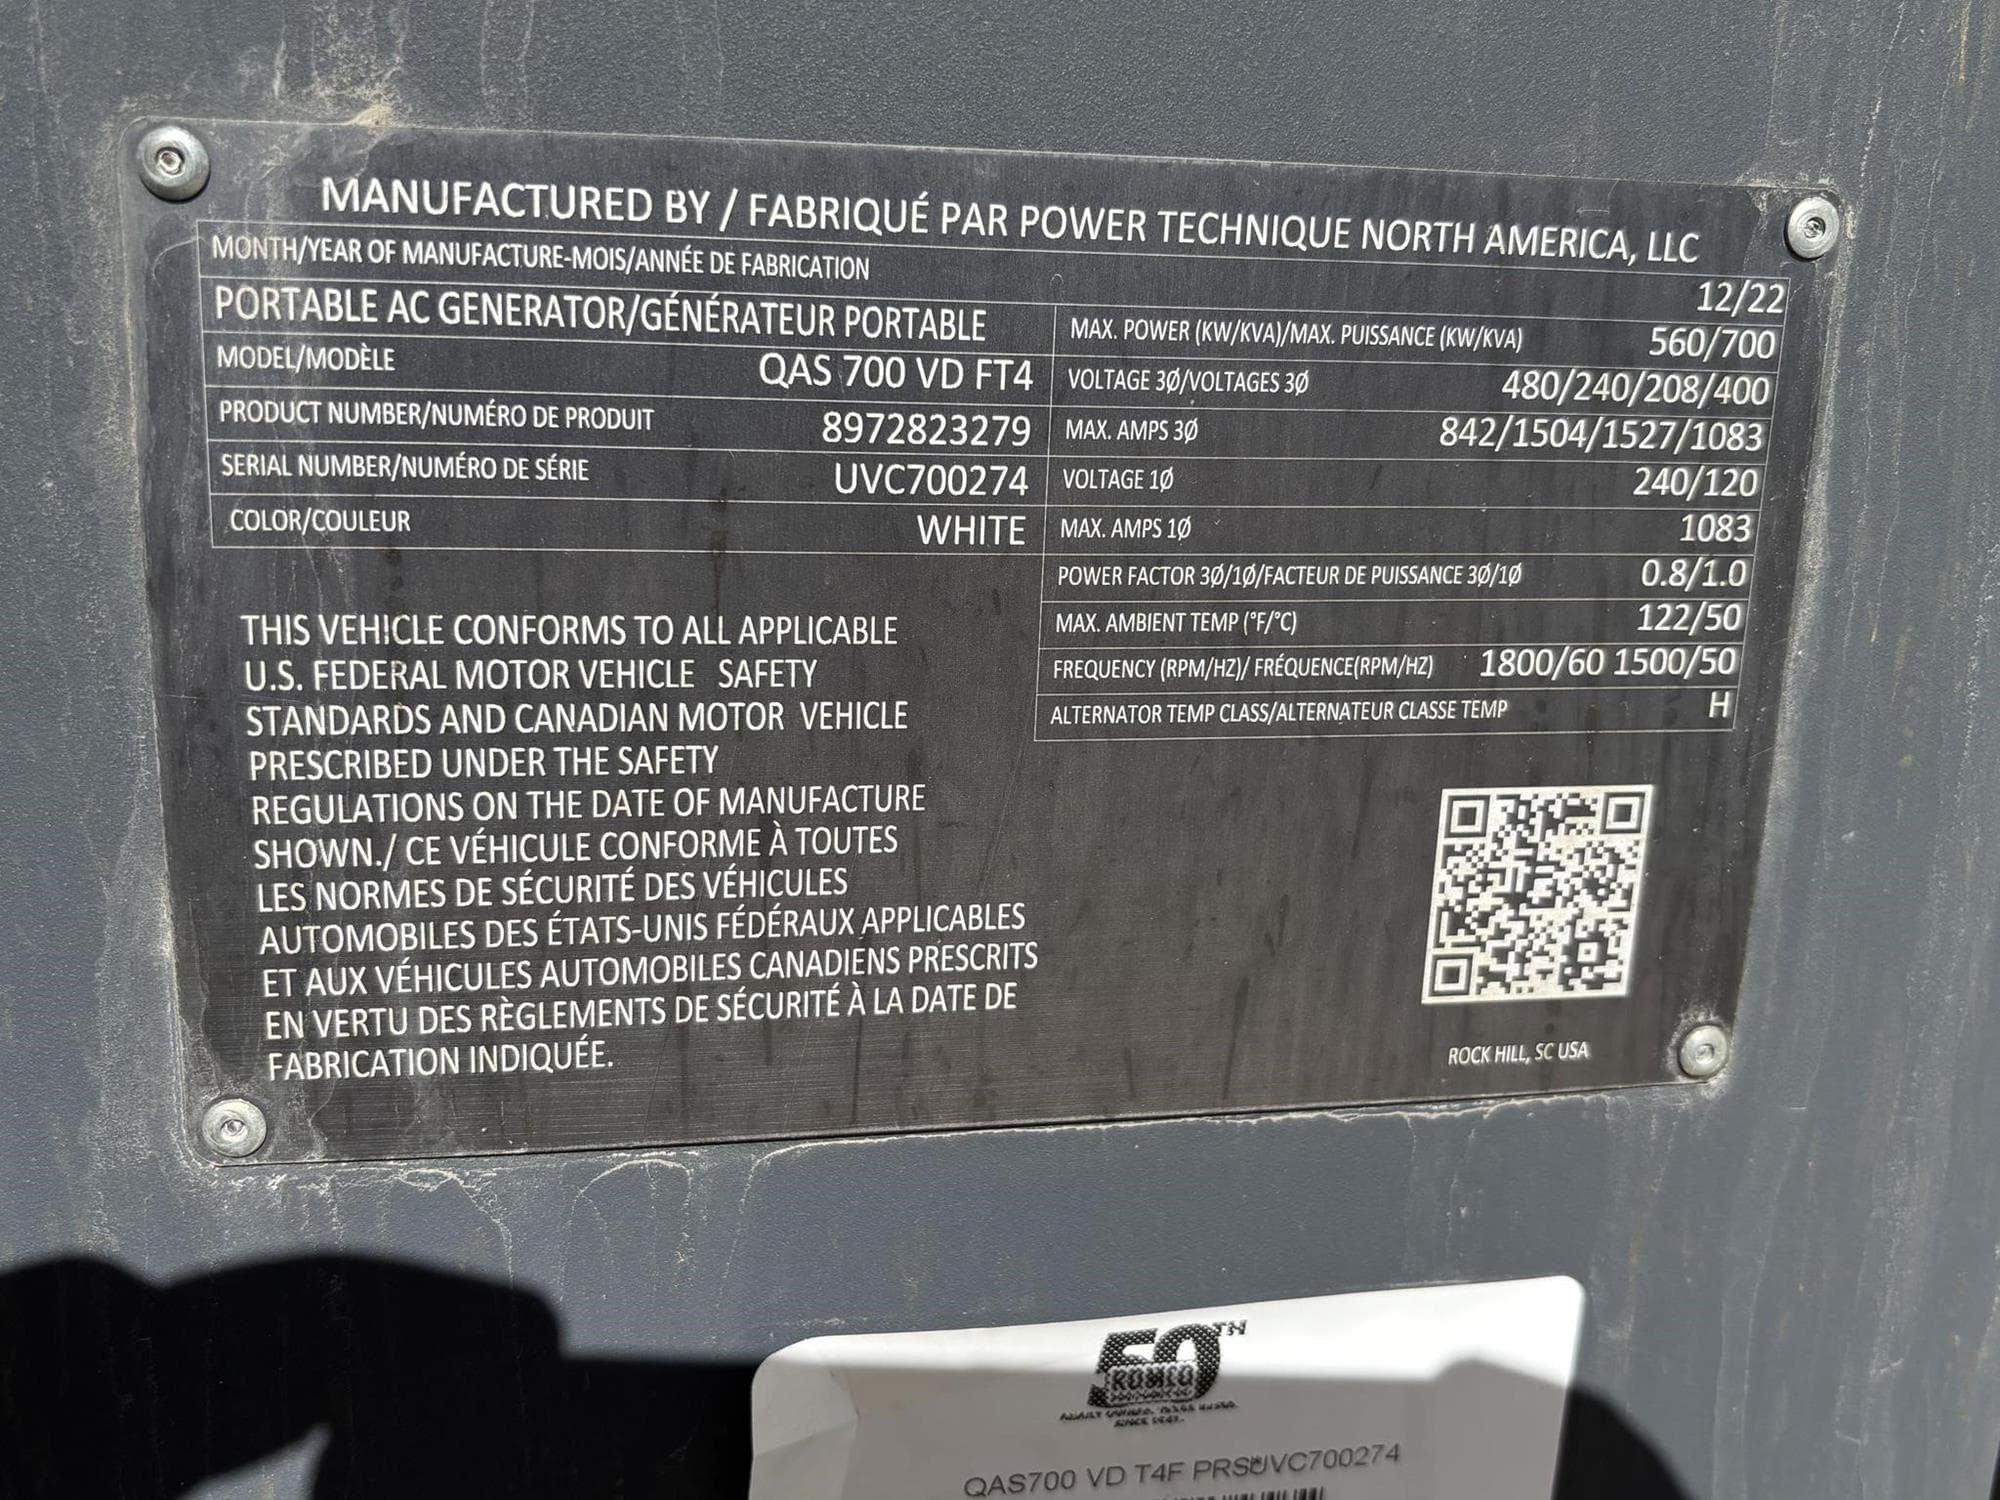 MANUFACTURED BY / FABRIQUÉ PAR POWER TECHNIQUE NORTH AMERICA, LLC
MONTH/YEAR OF MANUFACTURE-MOIS/ANNÉE DE FABRICATION 12/22
PORTABLE AC GENERATOR/GÉNÉRATEUR PORTABLE
MODEL/MODÈLE QAS 700 VD FT4
PRODUCT NUMBER/NUMÉRO DE PRODUIT 8972823279
SERIAL NUMBER/NUMÉRO DE SÉRIE UVC700274
COLOR/COULEUR WHITE
MAX. POWER (KW/KVA)/MAX. PUISSANCE (KW/KVA) 560/700
VOLTAGE 3Ø/VOLTAGES 3Ø 480/240/208/400
MAX. AMPS 3Ø 842/1504/1527/1083
VOLTAGE 1Ø 240/120
MAX. AMPS 1Ø 1083
POWER FACTOR 3Ø/1Ø/FACTEUR DE PUISSANCE 3Ø/1Ø 0.8/1.0
MAX. AMBIENT TEMP (°F/°C) 122/50
FREQUENCY (RPM/HZ)/ FRÉQUENCE(RPM/HZ) 1800/60 1500/50
ALTERNATOR TEMP CLASS/ALTERNATEUR CLASSE TEMP H
THIS VEHICLE CONFORMS TO ALL APPLICABLE
U.S. FEDERAL MOTOR VEHICLE SAFETY
STANDARDS AND CANADIAN MOTOR VEHICLE
PRESCRIBED UNDER THE SAFETY
REGULATIONS ON THE DATE OF MANUFACTURE
SHOWN./ CE VÉHICULE CONFORME À TOUTES
LES NORMES DE SÉCURITÉ DES VÉHICULES
AUTOMOBILES DES ÉTATS-UNIS FÉDÉRAUX APPLICABLES
ET AUX VÉHICULES AUTOMOBILES CANADIENS PRESCRITS
EN VERTU DES RÈGLEMENTS DE SÉCURITÉ À LA DATE DE
FABRICATION INDIQUÉE.
ROCK HILL, SC USA
50TH
ROMCO
SINCE
QAS700 VD T4F PRSUVC700274